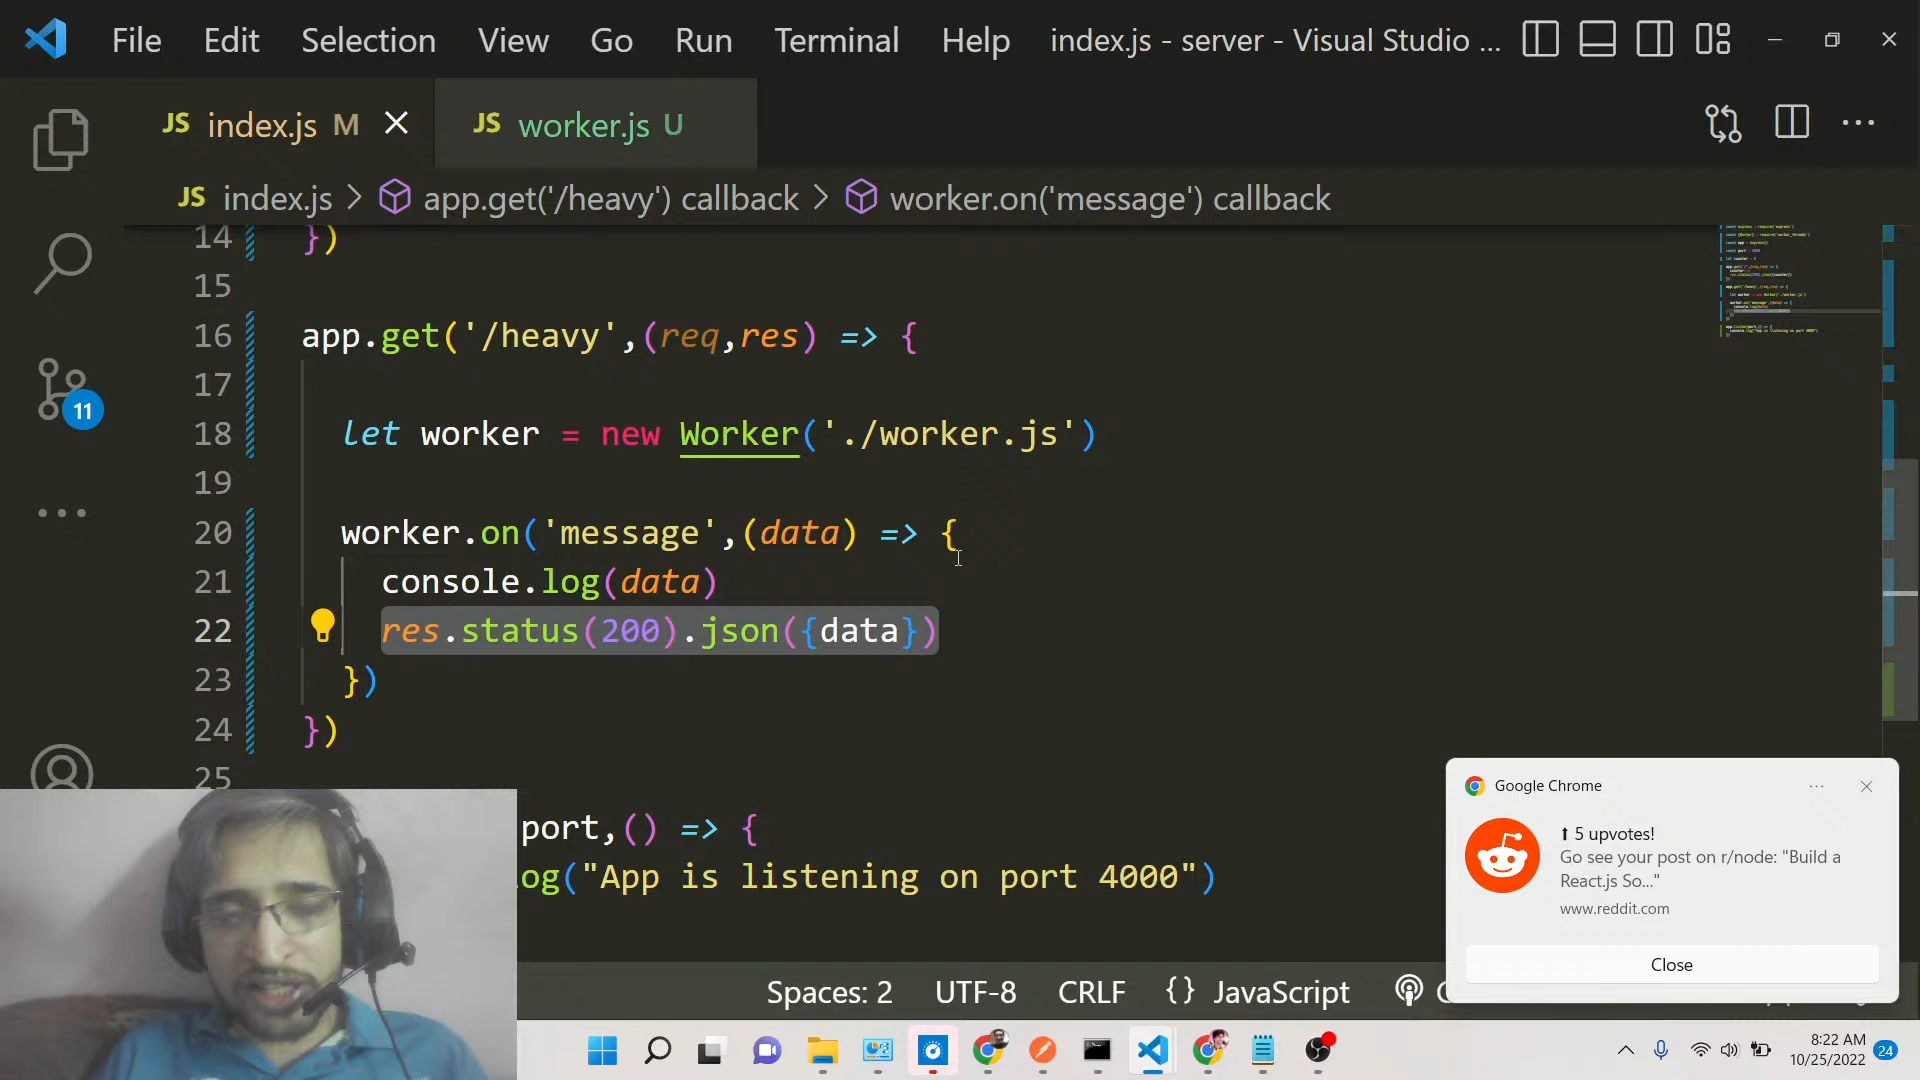 File Edit Selection View Go Run Terminal Help index.js - server - Visual Studio ...
JS index.js M
JS worker.js U
JS index.js > app.get('/heavy') callback > worker.on('message') callback
14 })
15
16 app.get('/heavy',(req,res) => {
17
18 let worker = new Worker('./worker.js')
19
20 worker.on('message',(data) => {
21 console.log(data)
22 res.status(200).json({data})
23 })
24 })
25
port,() => {
og("App is listening on port 4000")
11
Google Chrome
5 upvotes!
Go see your post on r/node: "Build a
React.js So..."
www.reddit.com
Close
Spaces: 2 UTF-8 CRLF {} JavaScript
8:22 AM
10/25/2022 24